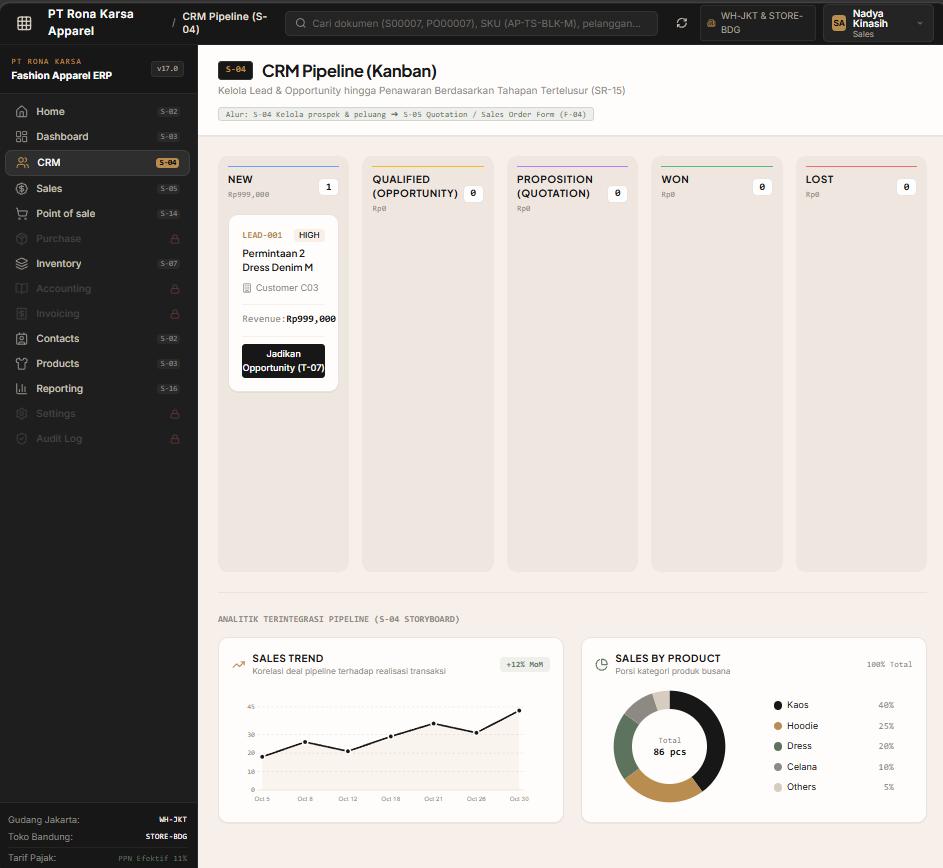 PT Rona Karsa
Apparel
/ CRM Pipeline (S-
04)
Cari dokumen (S00007, PO00007), SKU (AP-TS-BLK-M), pelanggan...
WH-JKT & STORE-
BDG
SA
Nadya
Kinasih
Sales
PT RONA KARSA
Fashion Apparel ERP
v17.0
Home S-02
Dashboard S-03
CRM S-04
Sales S-05
Point of sale S-14
Purchase
Inventory S-07
Accounting
Invoicing
Contacts S-02
Products S-03
Reporting S-16
Settings
Audit Log
Gudang Jakarta: WH-JKT
Toko Bandung: STORE-BDG
Tarif Pajak: PPN Efektif 11%
S-04 CRM Pipeline (Kanban)
Kelola Lead & Opportunity hingga Penawaran Berdasarkan Tahapan Tertelusur (SR-15)
Alur: S-04 Kelola prospek & peluang ➔ S-05 Quotation / Sales Order Form (F-04)
NEW
Rp999,000
1
LEAD-001 HIGH
Permintaan 2
Dress Denim M
Customer C03
Revenue:Rp999,000
Jadikan
Opportunity (T-07)
QUALIFIED
(OPPORTUNITY)
Rp0
0
PROPOSITION
(QUOTATION)
Rp0
0
WON
Rp0
0
LOST
Rp0
0
ANALITIK TERINTEGRASI PIPELINE (S-04 STORYBOARD)
SALES TREND
Korelasi deal pipeline terhadap realisasi transaksi
+12% MoM
45
30
20
10
0
Oct 5 Oct 8 Oct 12 Oct 18 Oct 21 Oct 26 Oct 30
SALES BY PRODUCT
Porsi kategori produk busana
100% Total
Total
86 pcs
Kaos 40%
Hoodie 25%
Dress 20%
Celana 10%
Others 5%